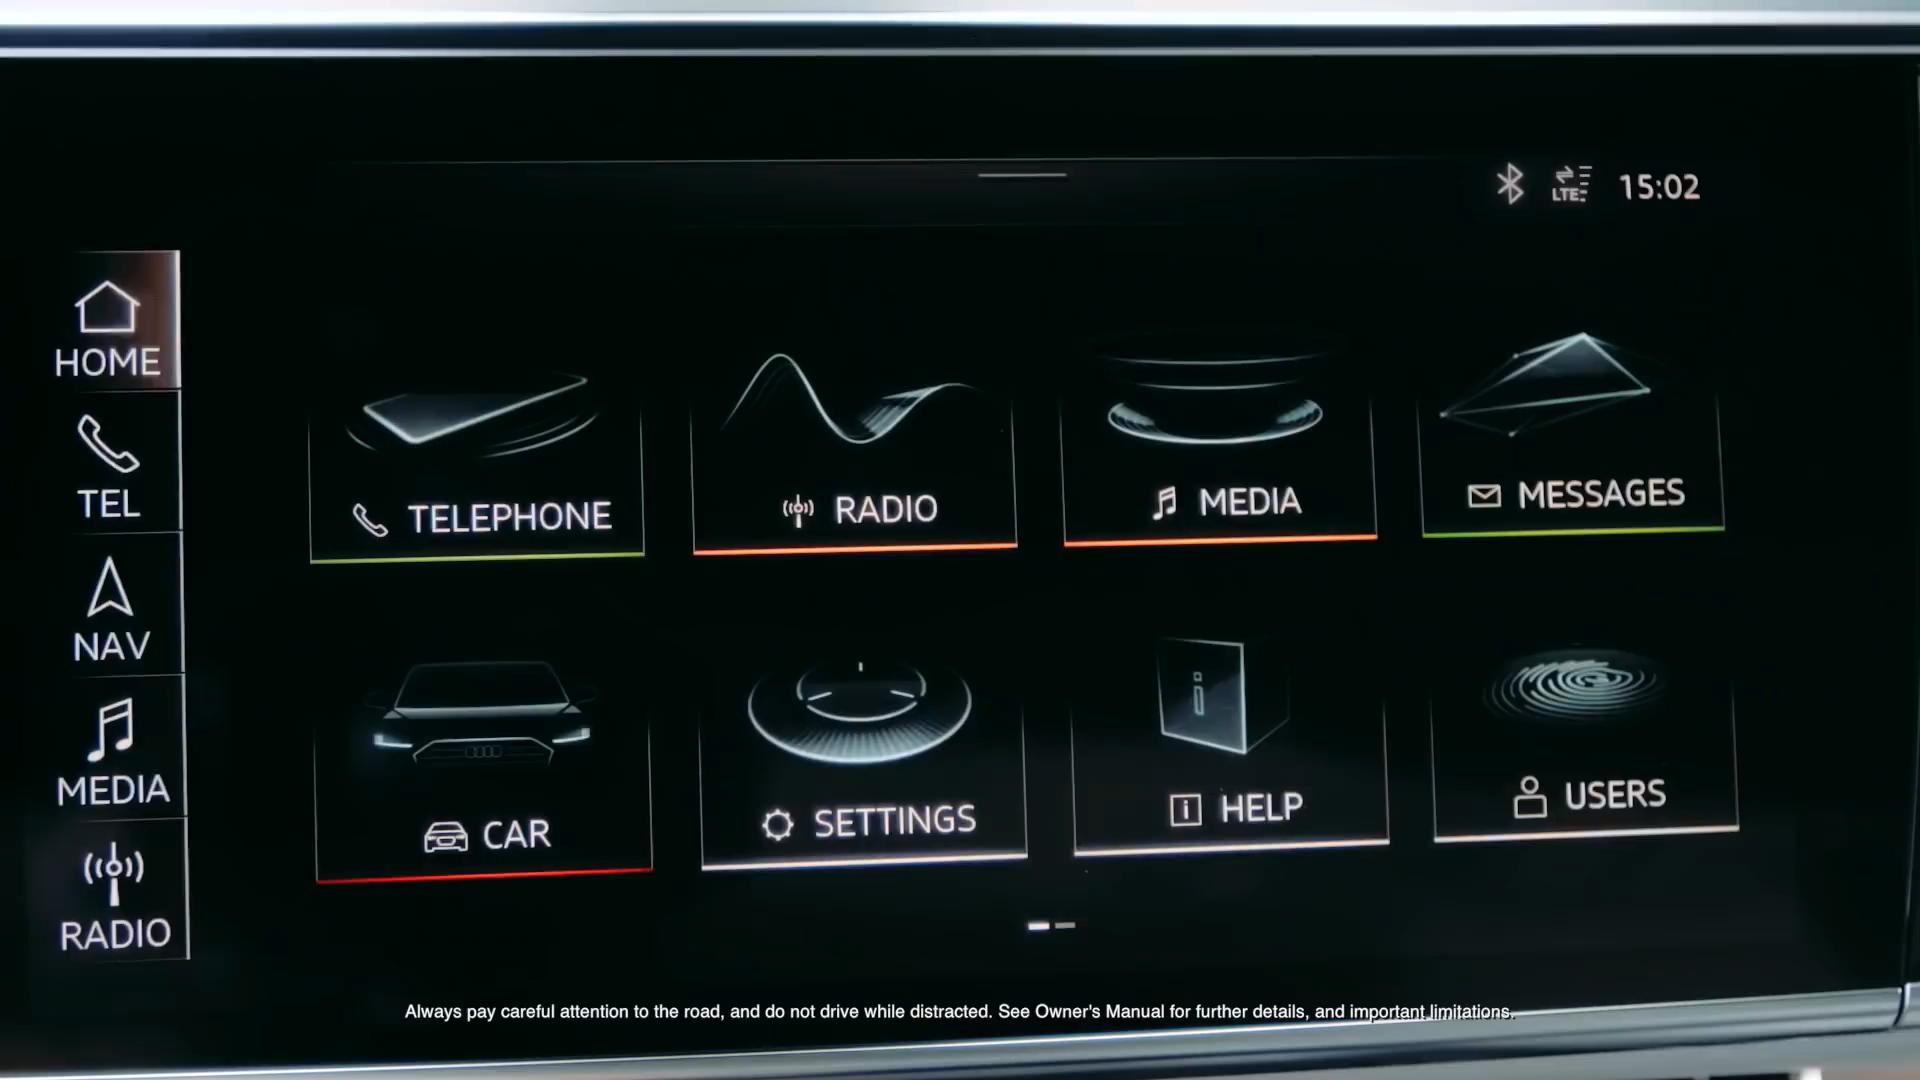 LTE 15:02
HOME
TEL
NAV
MEDIA
RADIO
TELEPHONE
RADIO
MEDIA
MESSAGES
CAR
SETTINGS
HELP
USERS
Always pay careful attention to the road, and do not drive while distracted. See Owner's Manual for further details, and important limitations.